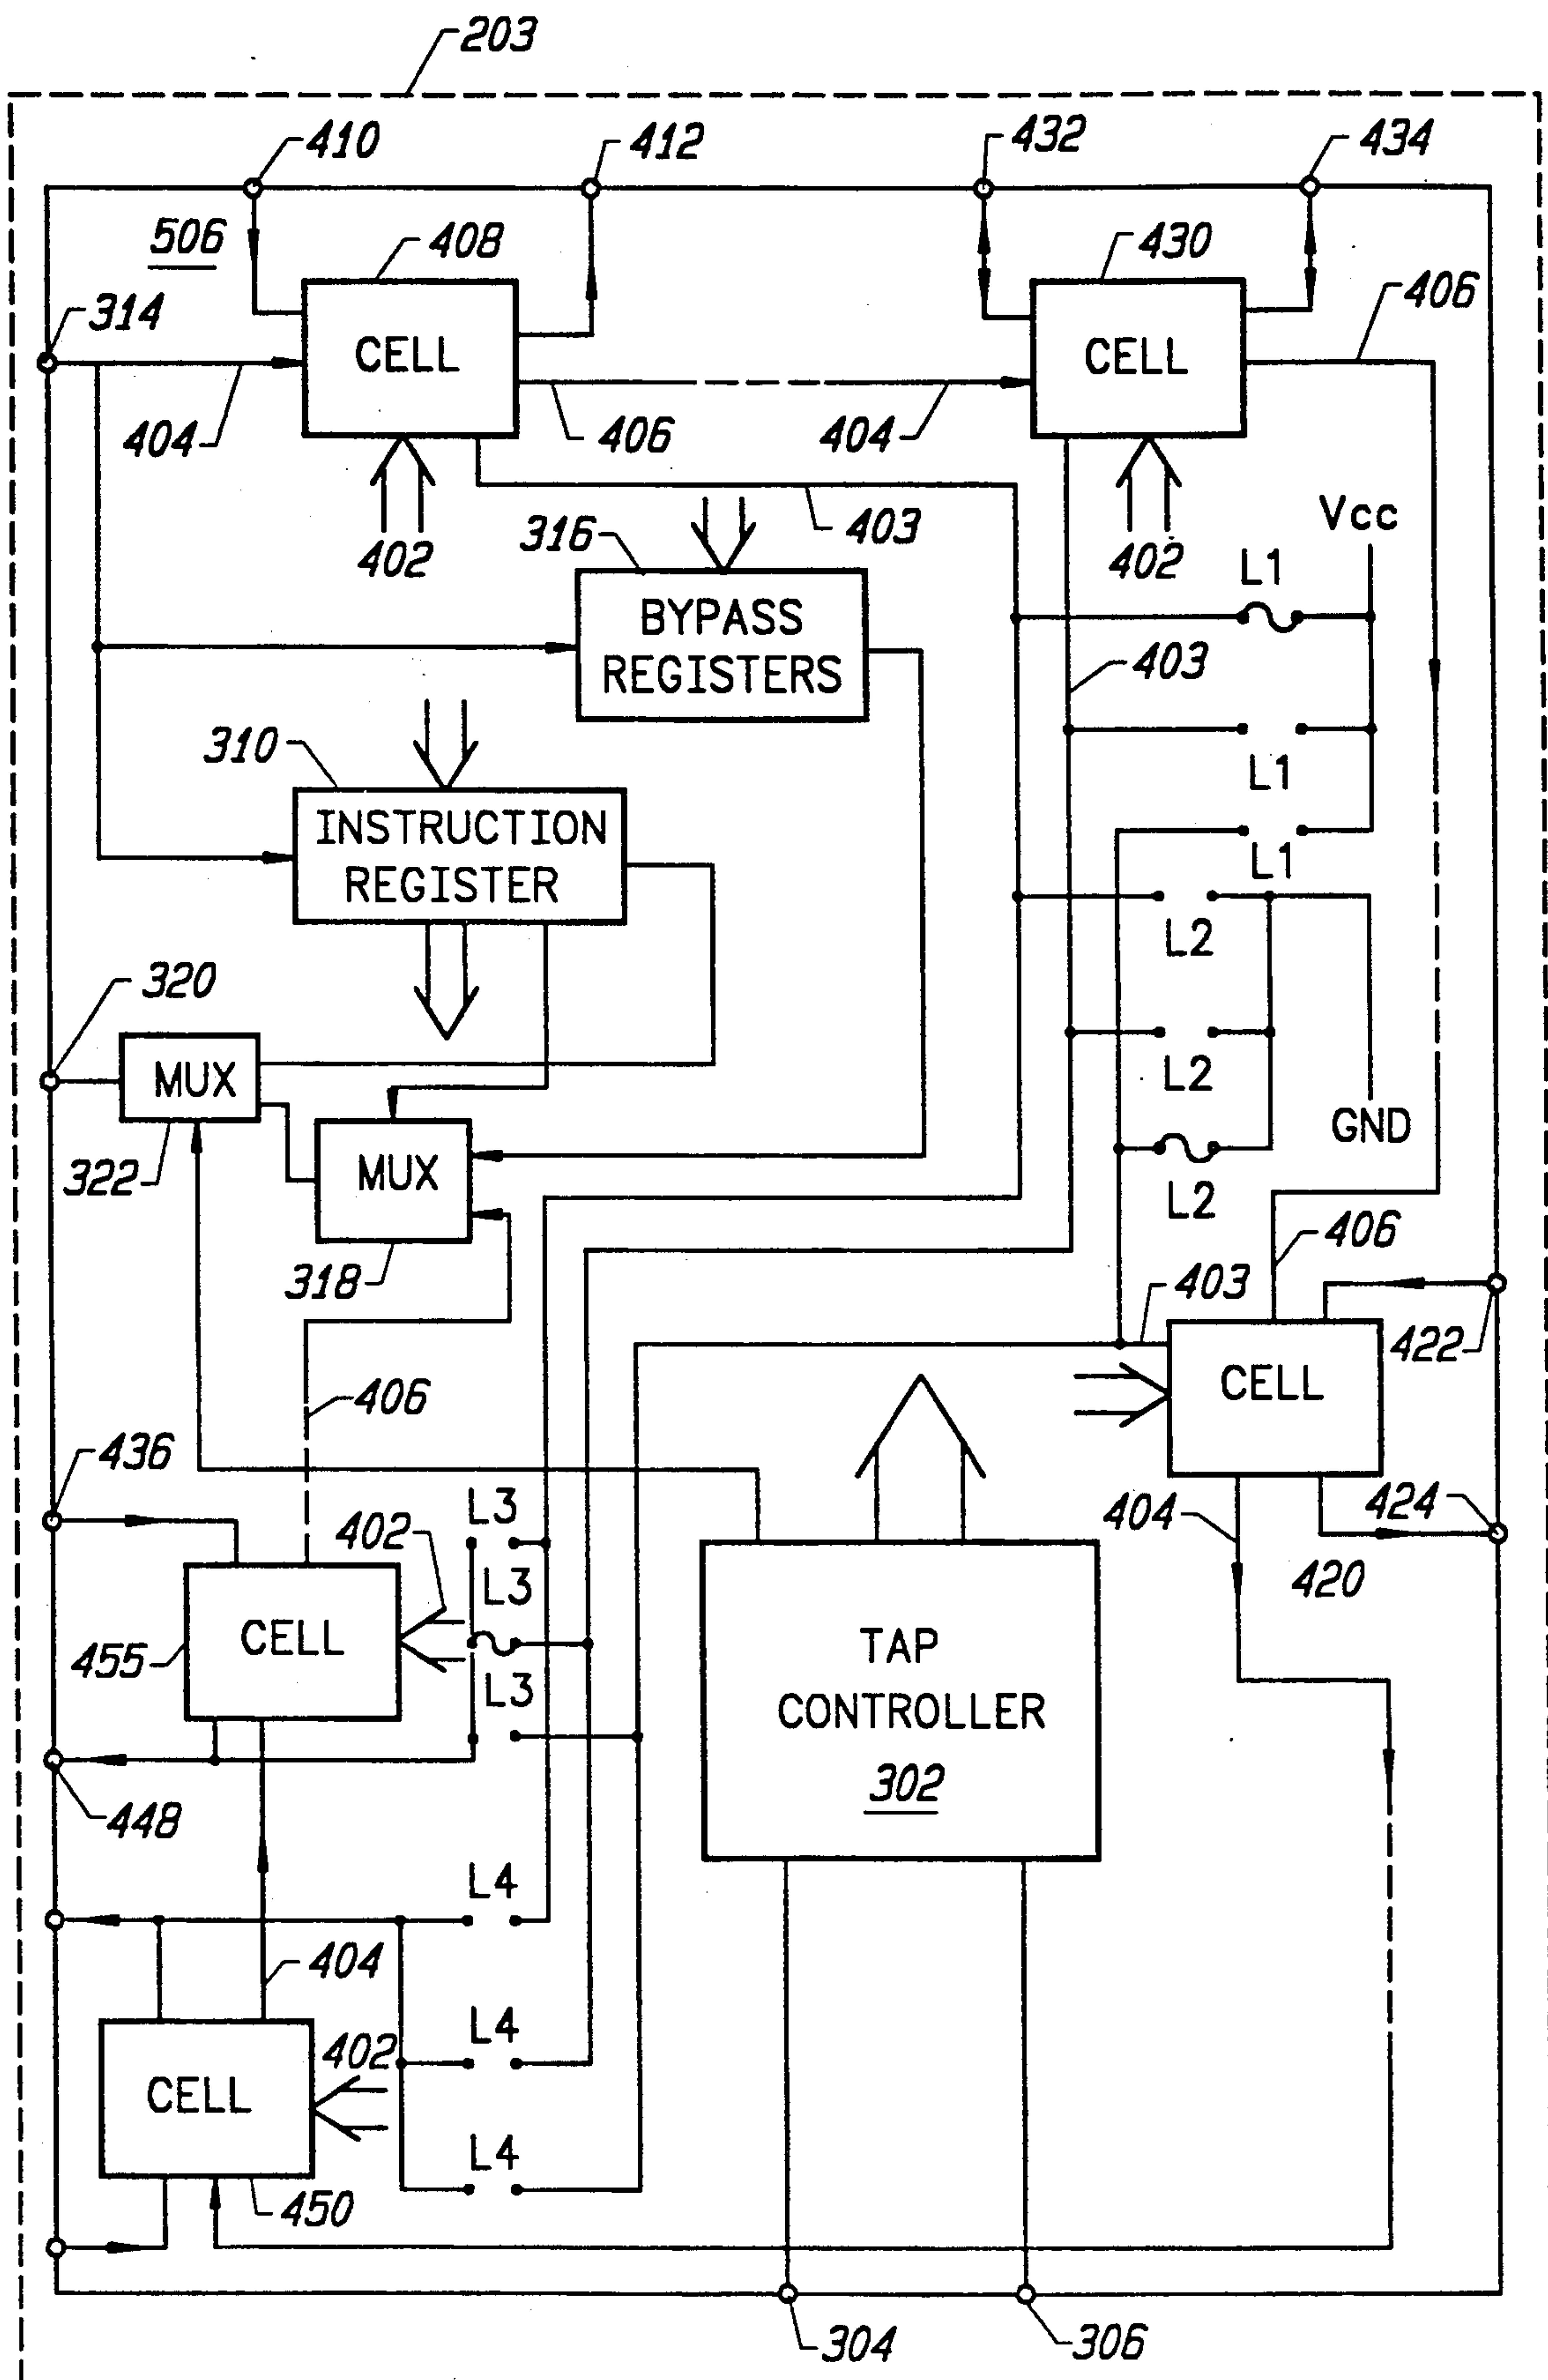 203
410
412
432
434
506
408
430
406
314
CELL
CELL
404
406
404
402
403
402
Vcc
316
L1
BYPASS
REGISTERS
403
310
L1
INSTRUCTION
REGISTER
L1
L2
320
MUX
L2
GND
322
MUX
L2
318
406
403
422
CELL
406
436
402
L3
404
424
L3
420
CELL
455
TAP
CONTROLLER
302
L3
448
L4
404
L4
402
CELL
L4
450
304
306